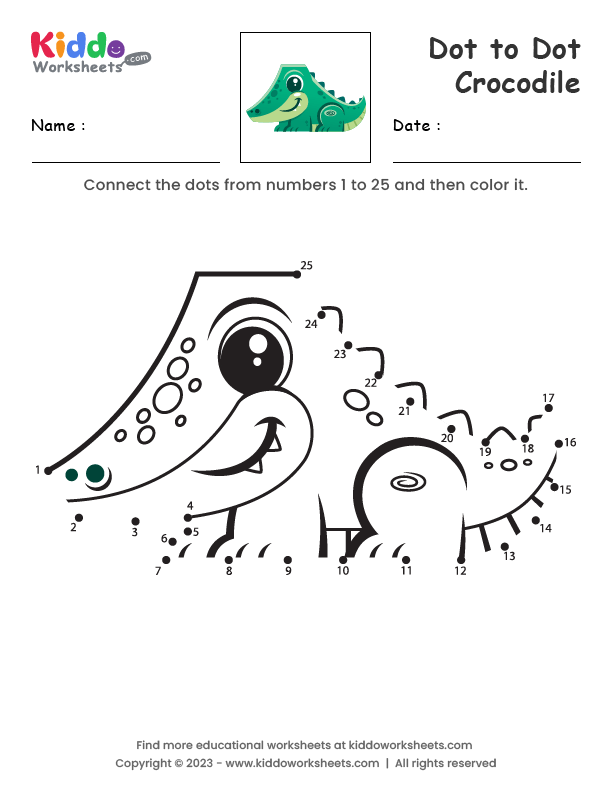 Kiddo
Worksheets.com
Dot to Dot
Crocodile
Name :
Date :
Connect the dots from numbers 1 to 25 and then color it.
25
24
23
22
21
20
19
18
17
16
15
14
13
12
11
10
9
8
7
6
5
4
3
2
1
Find more educational worksheets at kiddoworksheets.com
Copyright © 2023 - www.kiddoworksheets.com | All rights reserved